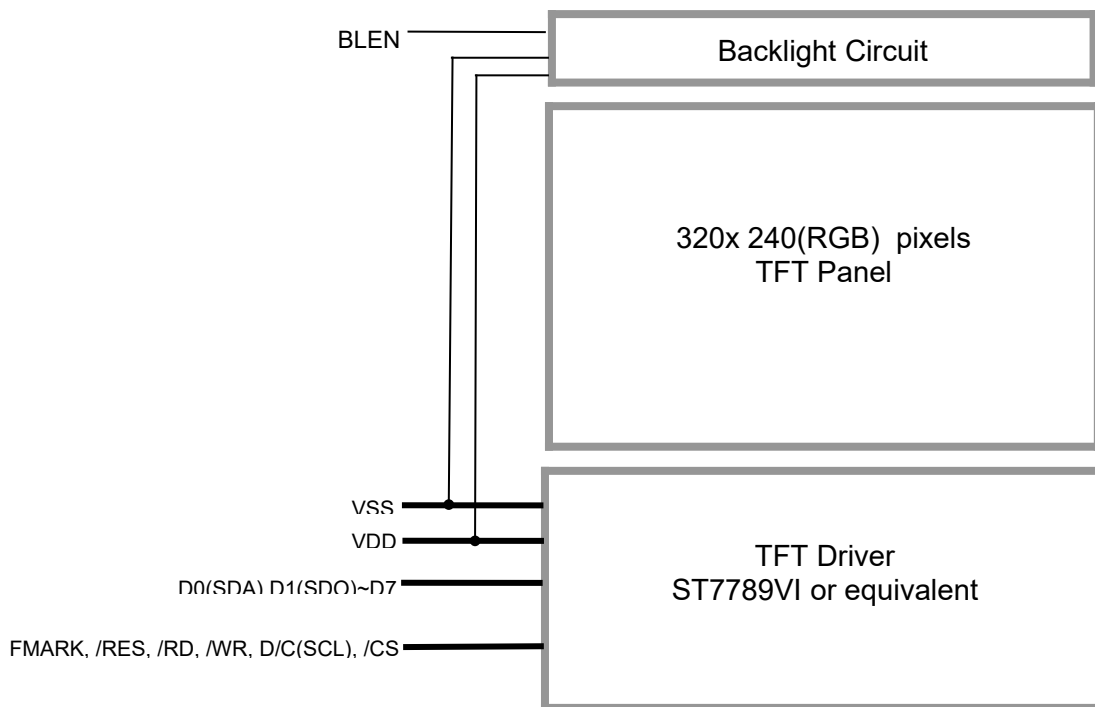 BLEN
Backlight Circuit
320x 240(RGB) pixels
TFT Panel
VSS
VDD
TFT Driver
ST7789VI or equivalent
D0(SDA) D1(SDO)~D7
FMARK, /RES, /RD, /WR, D/C(SCL), /CS